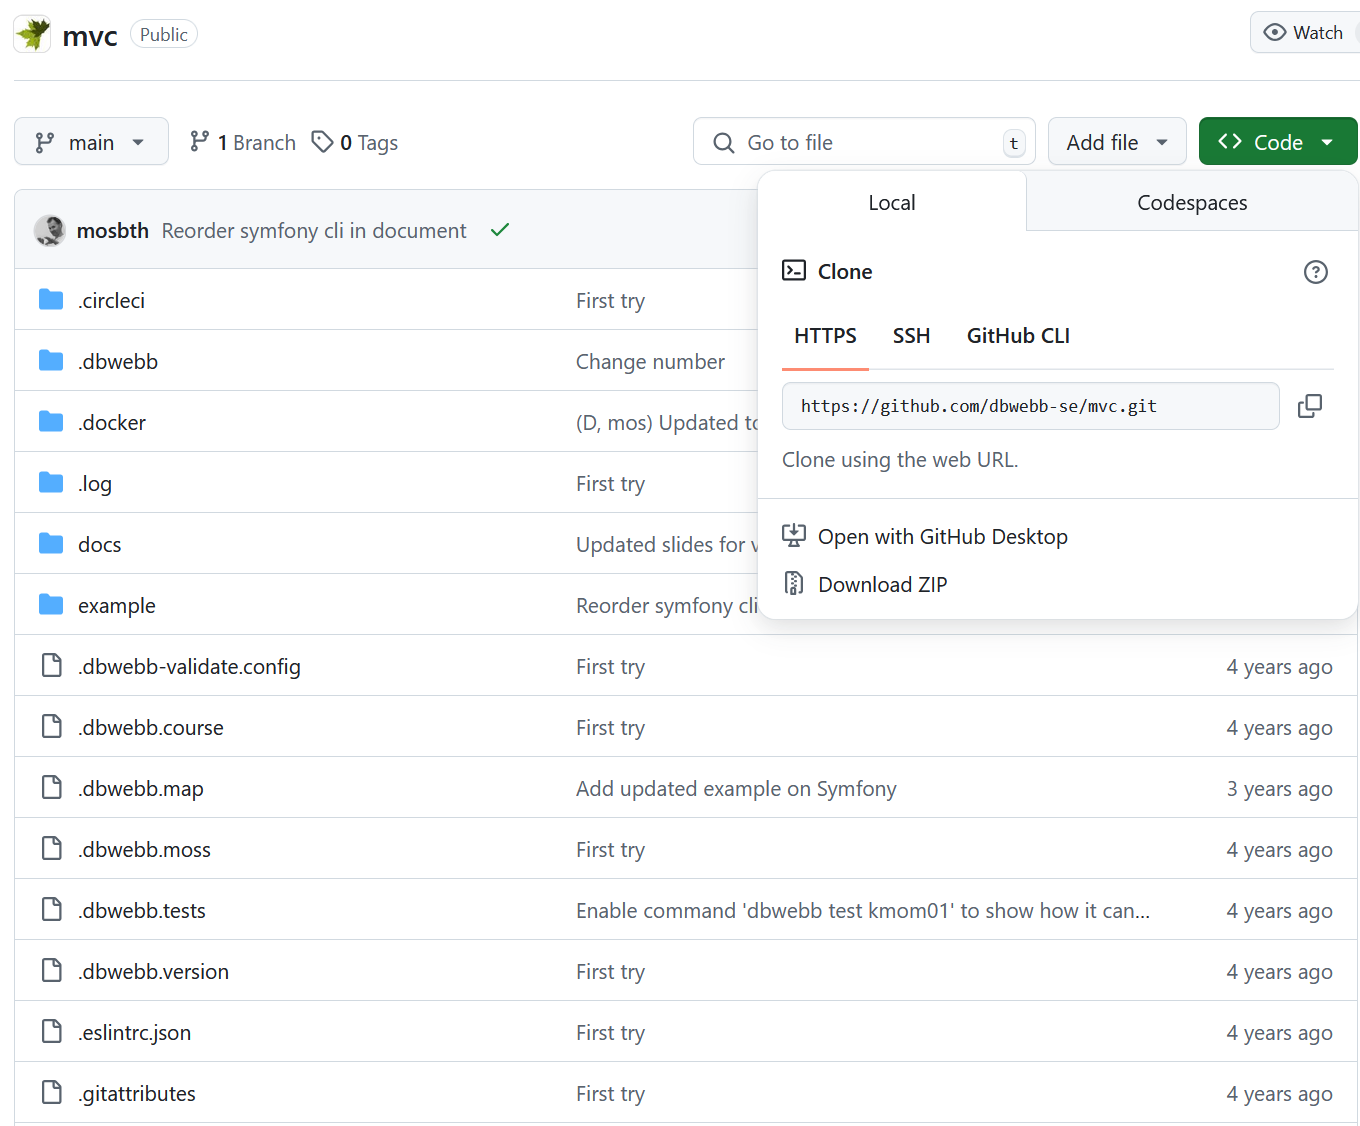 mvc Public
Watch
main 1 Branch 0 Tags Go to file t Add file Code
Local Codespaces
mosbth Reorder symfony cli in document
Clone
HTTPS SSH GitHub CLI
https://github.com/dbwebb-se/mvc.git
Clone using the web URL.
Open with GitHub Desktop
Download ZIP
.circleci First try
.dbwebb Change number
.docker (D, mos) Updated to
.log First try
docs Updated slides for
example Reorder symfony cli
.dbwebb-validate.config First try 4 years ago
.dbwebb.course First try 4 years ago
.dbwebb.map Add updated example on Symfony 3 years ago
.dbwebb.moss First try 4 years ago
.dbwebb.tests Enable command 'dbwebb test kmom01' to show how it can... 4 years ago
.dbwebb.version First try 4 years ago
.eslintrc.json First try 4 years ago
.gitattributes First try 4 years ago